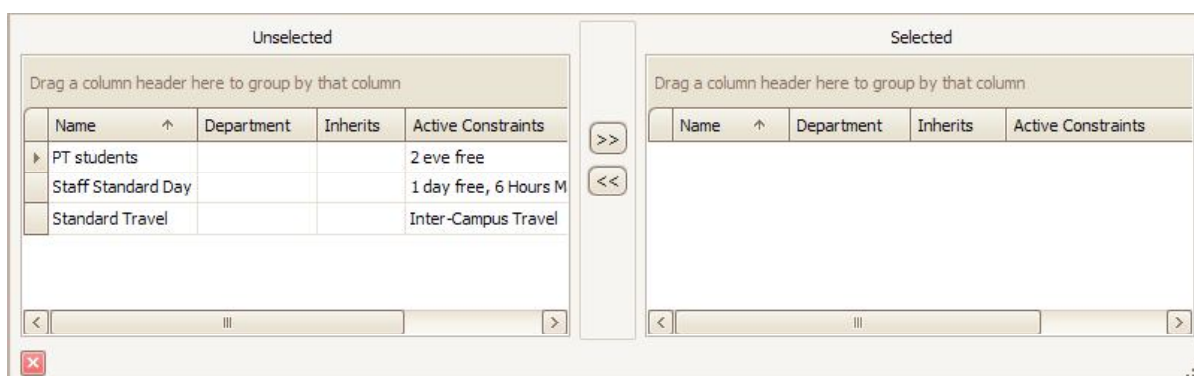 Unselected
Drag a column header here to group by that column
Name Department Inherits Active Constraints
PT students 2 eve free
Staff Standard Day 1 day free, 6 Hours M
Standard Travel Inter-Campus Travel
>>
<<
Selected
Drag a column header here to group by that column
Name Department Inherits Active Constraints